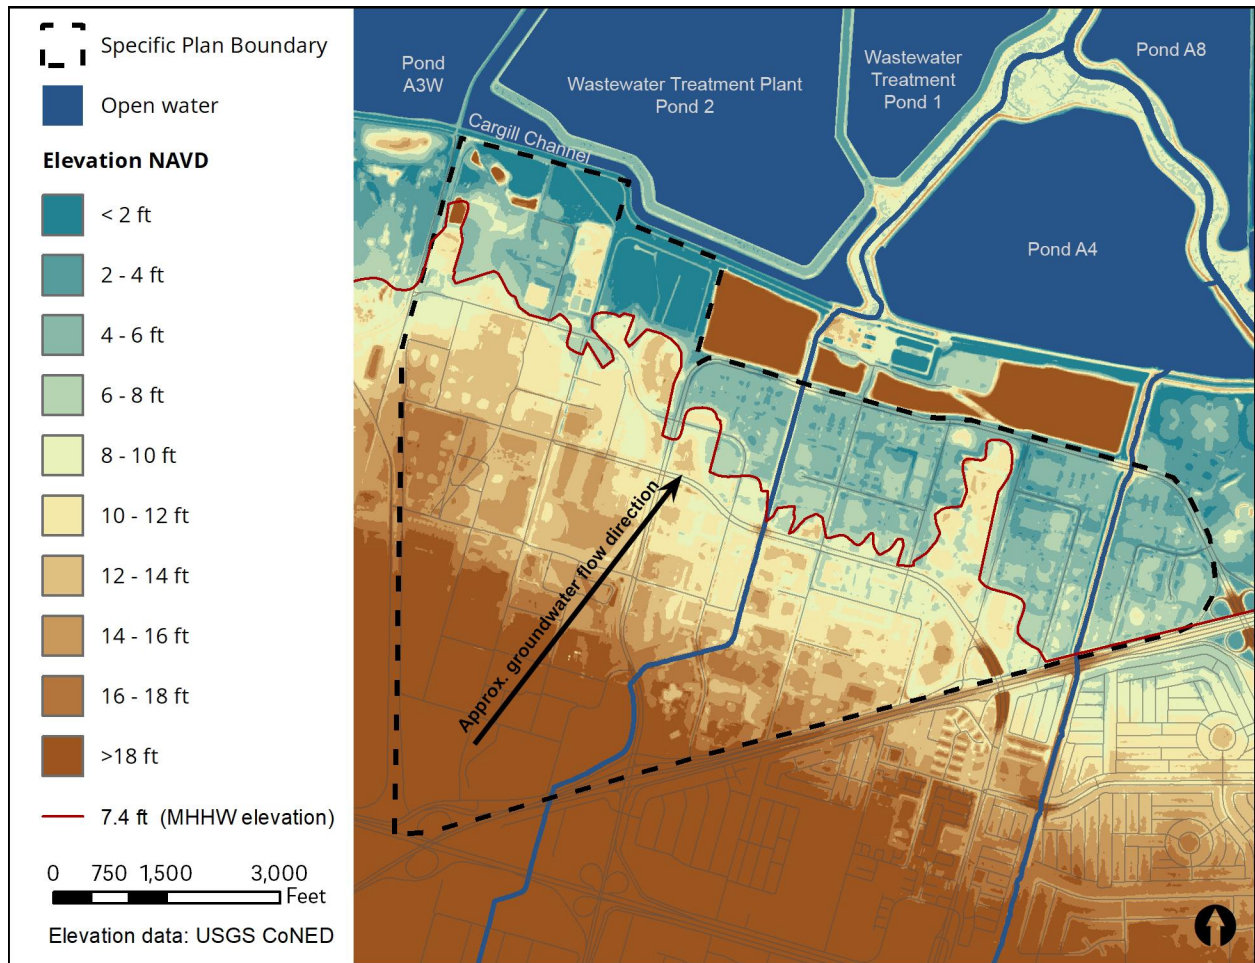 Specific Plan Boundary
Open water
Elevation NAVD
< 2 ft
2 - 4 ft
4 - 6 ft
6 - 8 ft
8 - 10 ft
10 - 12 ft
12 - 14 ft
14 - 16 ft
16 - 18 ft
>18 ft
7.4 ft (MHHW elevation)
0 750 1,500 3,000
Feet
Elevation data: USGS CoNED
Pond
A3W
Wastewater Treatment Plant
Pond 2
Wastewater
Treatment
Pond 1
Pond A8
Cargill Channel
Pond A4
Approx. groundwater flow direction